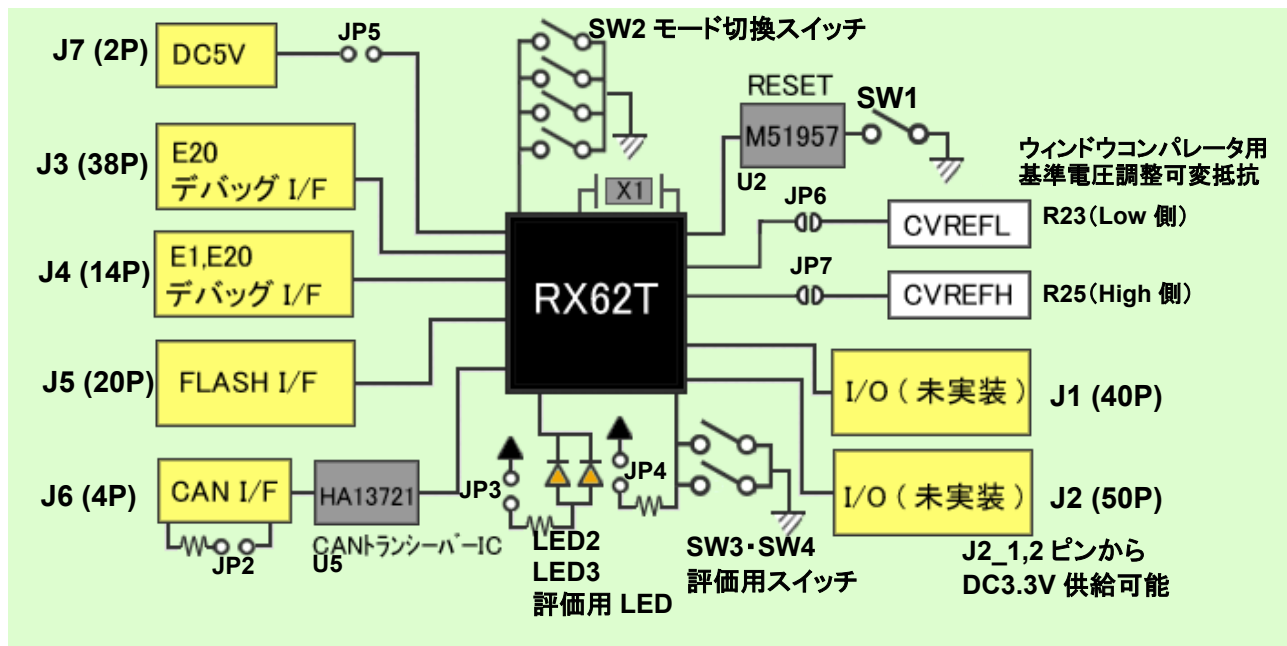 SW2 モード切換スイッチ
J7 (2P)
DC5V
JP5
RESET
SW1
M51957
U2
J3 (38P)
E20
デバッグ I/F
X1
ウィンドウコンパレータ用
基準電圧調整可変抵抗
JP6
CVREFL
R23(Low 側)
J4 (14P)
E1,E20
デバッグ I/F
RX62T
JP7
CVREFH
R25(High 側)
J5 (20P)
FLASH I/F
I/O ( 未実装 )
J1 (40P)
J6 (4P)
CAN I/F
HA13721
JP3
JP4
I/O ( 未実装 )
J2 (50P)
JP2
CANトランシーバーIC
U5
LED2
LED3
評価用 LED
SW3・SW4
評価用スイッチ
J2_1,2 ピンから
DC3.3V 供給可能